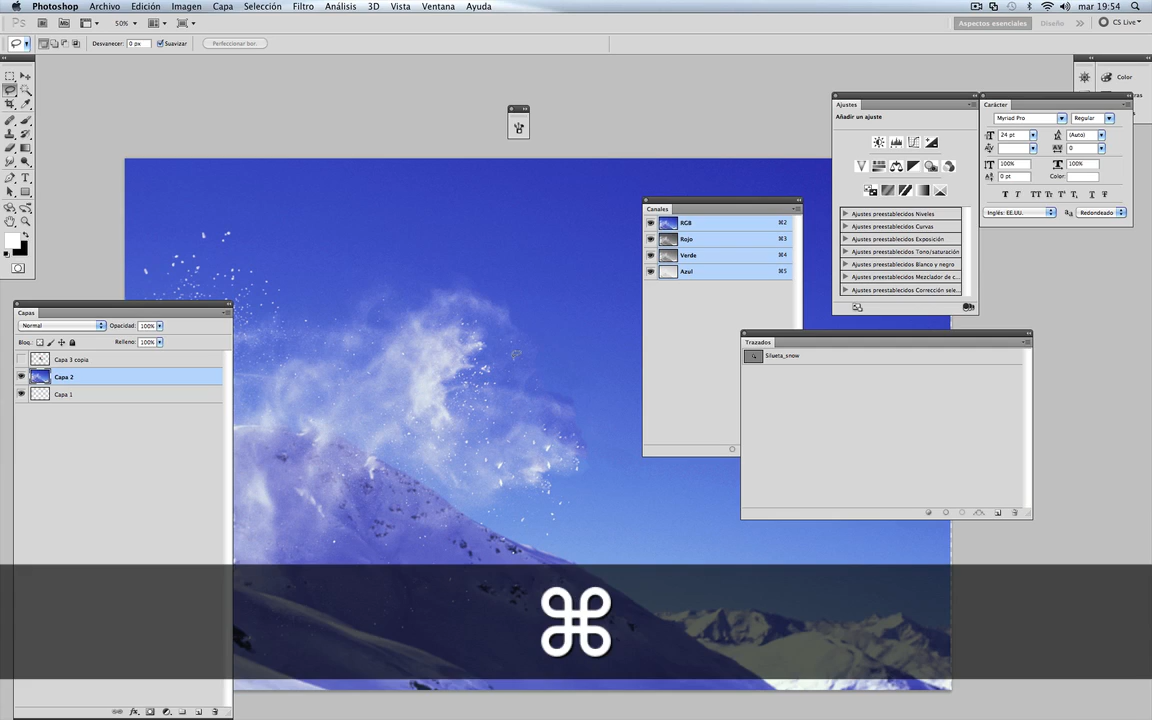 Photoshop Archivo Edición Imagen Capa Selección Filtro Análisis 3D Vista Ventana Ayuda
mar 19:54
Ps Br Mb 50%
Aspectos esenciales Diseño CS Live
Desvanecer: 0 px Suavizar Perfeccionar bor.
Color
Ajustes
Añadir un ajuste
Ajustes preestablecidos Niveles
Ajustes preestablecidos Curvas
Ajustes preestablecidos Exposición
Ajustes preestablecidos Tono/saturación
Ajustes preestablecidos Blanco y negro
Ajustes preestablecidos Mezclador de c...
Ajustes preestablecidos Corrección sele...
Carácter
Myriad Pro Regular
24 pt (Auto)
0
100% 100%
0 pt Color:
Inglés: EE.UU. Redondeado
Canales
RGB ⌘2
Rojo ⌘3
Verde ⌘4
Azul ⌘5
Capas
Normal Opacidad: 100%
Bloq.: Relleno: 100%
Capa 3 copia
Capa 2
Capa 1
Trazados
Silueta_snow
⌘